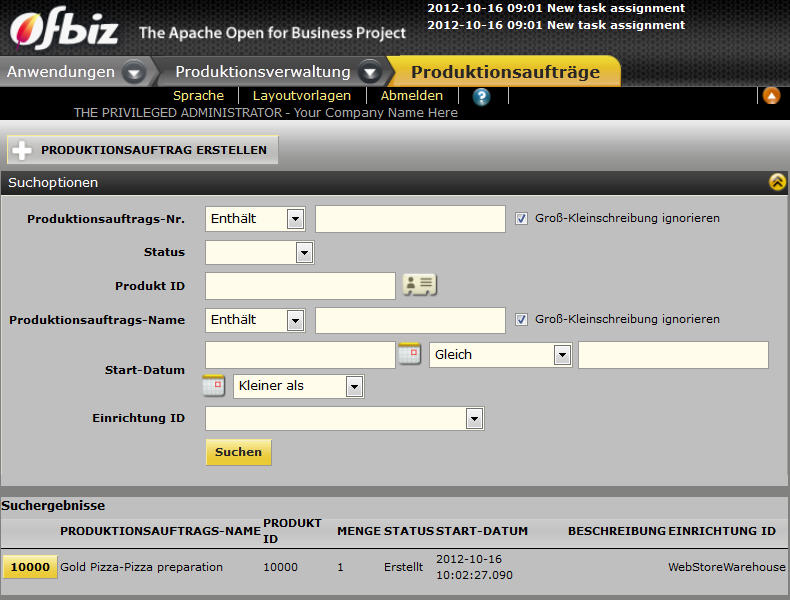 Ofbiz The Apache Open for Business Project
2012-10-16 09:01 New task assignment
2012-10-16 09:01 New task assignment
Anwendungen Produktionsverwaltung Produktionsaufträge
Sprache Layoutvorlagen Abmelden ?
THE PRIVILEGED ADMINISTRATOR - Your Company Name Here
PRODUKTIONSAUFTRAG ERSTELLEN
Suchoptionen
Produktionsauftrags-Nr. Enthält Groß-Kleinschreibung ignorieren
Status
Produkt ID
Produktionsauftrags-Name Enthält Groß-Kleinschreibung ignorieren
Start-Datum Gleich
Kleiner als
Einrichtung ID
Suchen
Suchergebnisse
PRODUKTIONSAUFTRAGS-NAME PRODUKT ID MENGE STATUS START-DATUM BESCHREIBUNG EINRICHTUNG ID
10000 Gold Pizza-Pizza preparation 10000 1 Erstellt 2012-10-16 10:02:27.090 WebStoreWarehouse